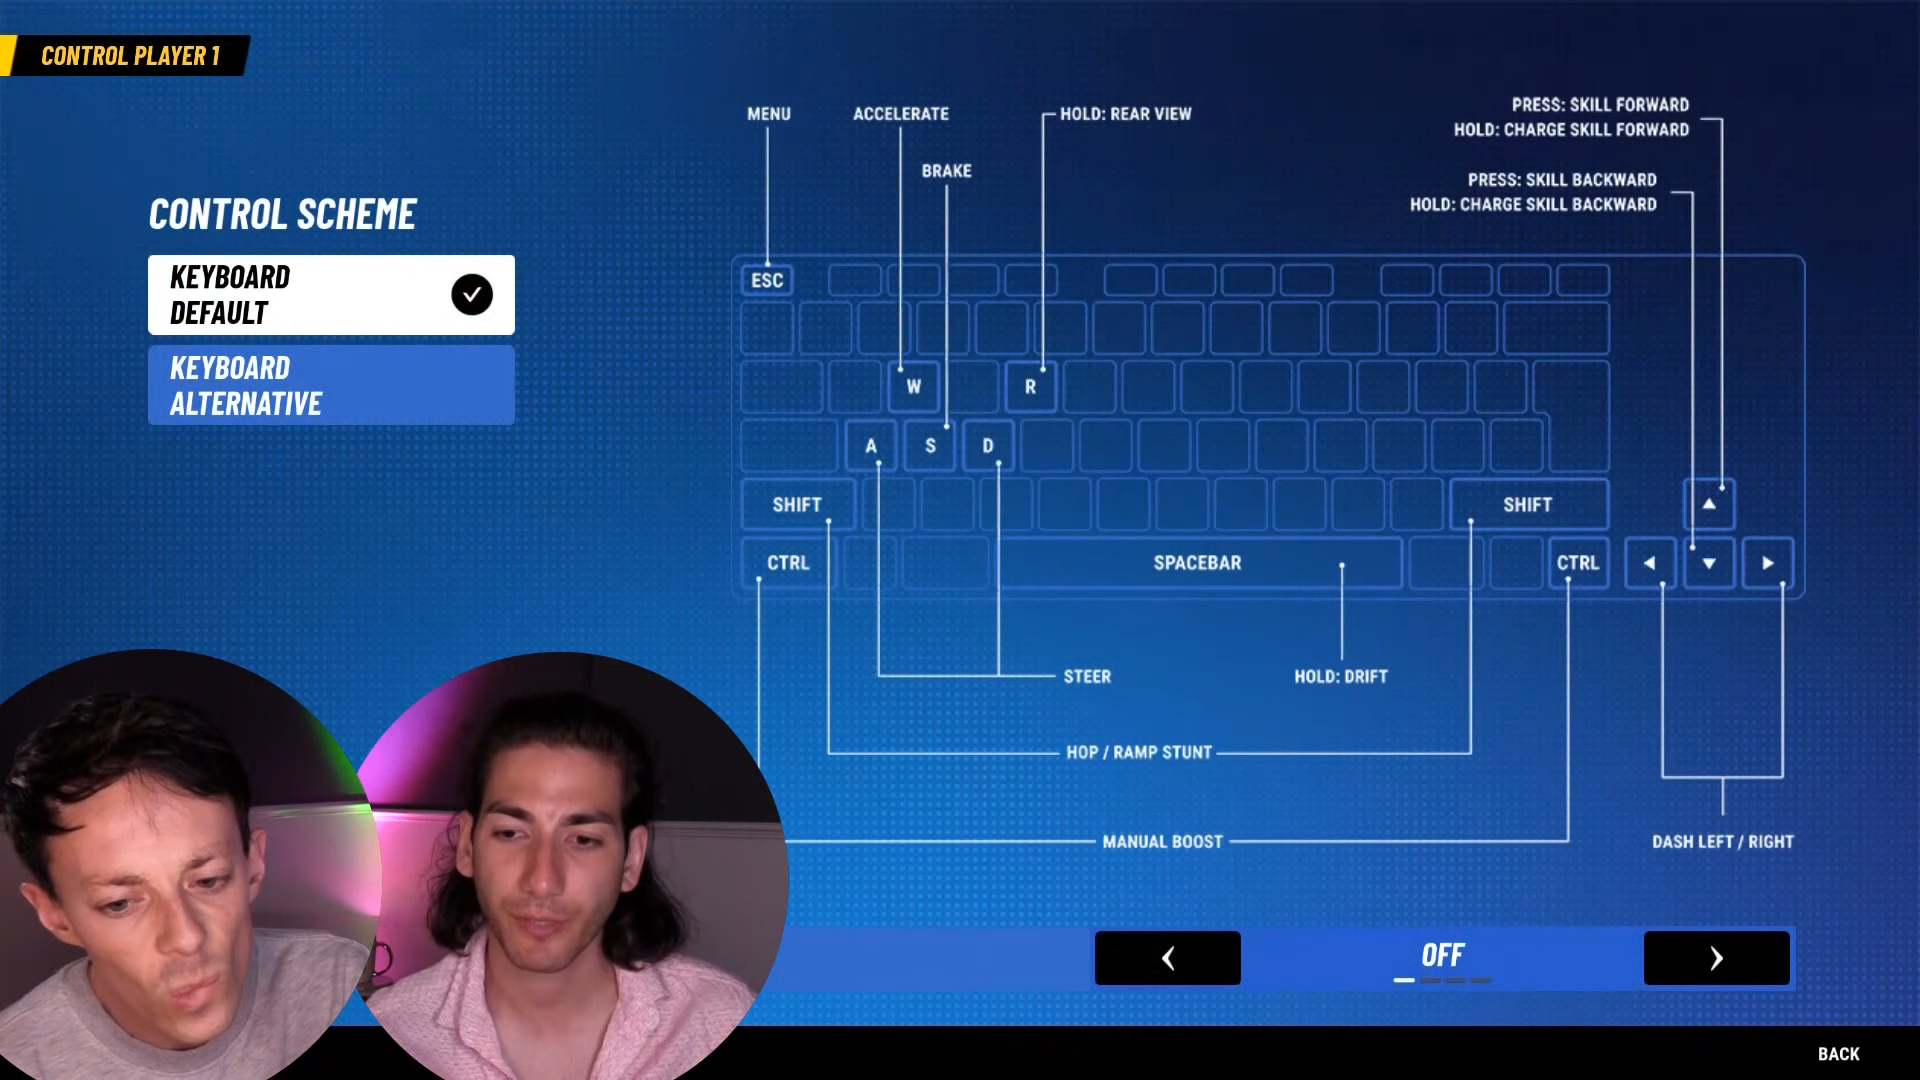 CONTROL PLAYER 1
CONTROL SCHEME
KEYBOARD
DEFAULT
KEYBOARD
ALTERNATIVE
MENU
ACCELERATE
HOLD: REAR VIEW
BRAKE
PRESS: SKILL FORWARD
HOLD: CHARGE SKILL FORWARD
PRESS: SKILL BACKWARD
HOLD: CHARGE SKILL BACKWARD
ESC
W
R
A
S
D
SHIFT
SHIFT
CTRL
SPACEBAR
CTRL
STEER
HOLD: DRIFT
HOP / RAMP STUNT
MANUAL BOOST
DASH LEFT / RIGHT
OFF
BACK